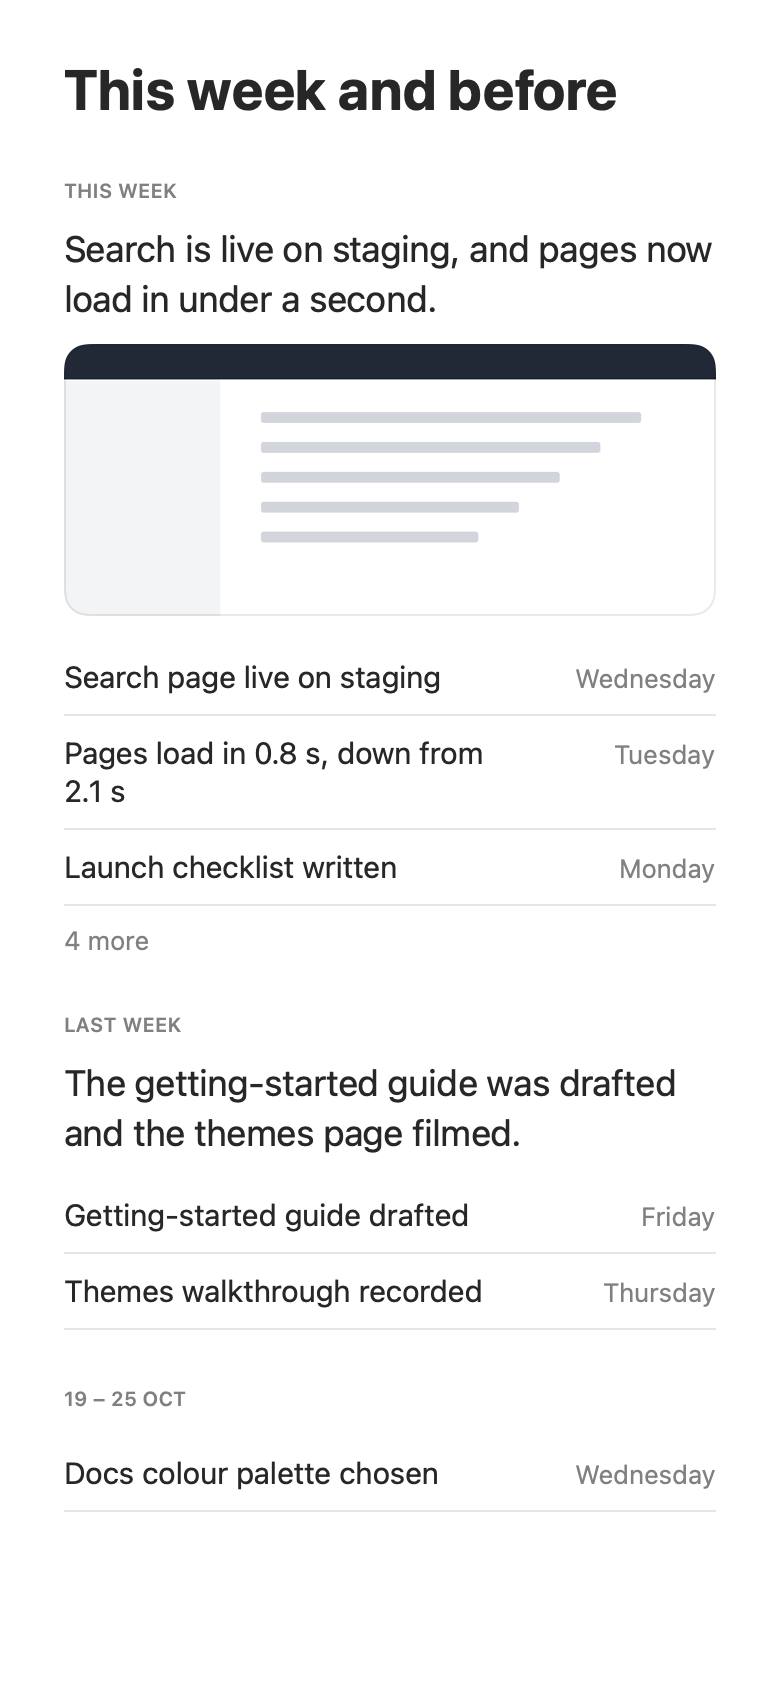 This week and before
THIS WEEK
Search is live on staging, and pages now
load in under a second.
Search page live on staging Wednesday
Pages load in 0.8 s, down from Tuesday
2.1 s
Launch checklist written Monday
4 more
LAST WEEK
The getting-started guide was drafted
and the themes page filmed.
Getting-started guide drafted Friday
Themes walkthrough recorded Thursday
19 – 25 OCT
Docs colour palette chosen Wednesday